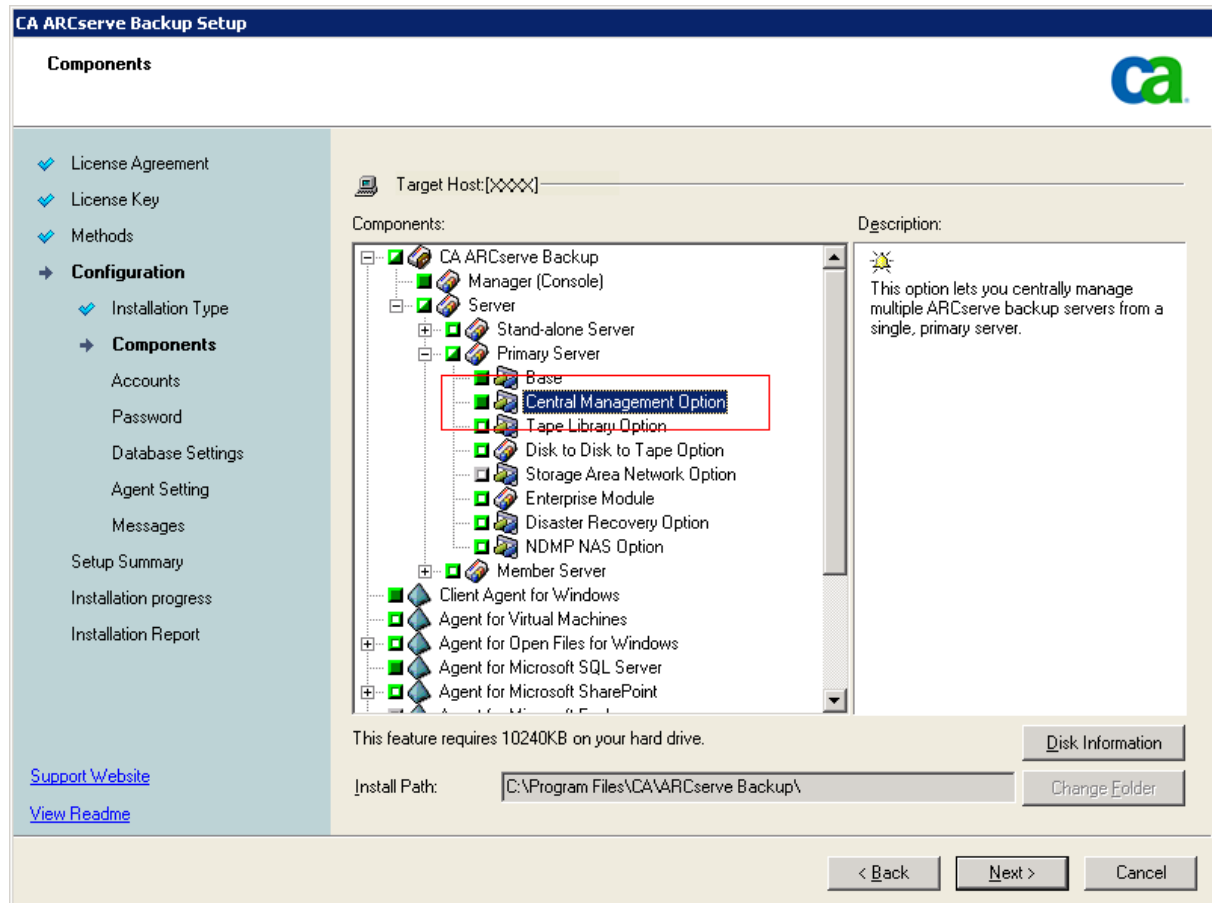 CA ARCserve Backup Setup
Components
ca
License Agreement
License Key
Methods
Configuration
Installation Type
Components
Accounts
Password
Database Settings
Agent Setting
Messages
Setup Summary
Installation progress
Installation Report
Support Website
View Readme
Target Host:[XXXX]
Components:
CA ARCserve Backup
Manager (Console)
Server
Stand-alone Server
Primary Server
Base
Central Management Option
Tape Library Option
Disk to Disk to Tape Option
Storage Area Network Option
Enterprise Module
Disaster Recovery Option
NDMP NAS Option
Member Server
Client Agent for Windows
Agent for Virtual Machines
Agent for Open Files for Windows
Agent for Microsoft SQL Server
Agent for Microsoft SharePoint
Description:
This option lets you centrally manage
multiple ARCserve backup servers from a
single, primary server.
This feature requires 10240KB on your hard drive.
Disk Information
Install Path:
C:\Program Files\CA\ARCserve Backup\
Change Folder
< Back
Next >
Cancel